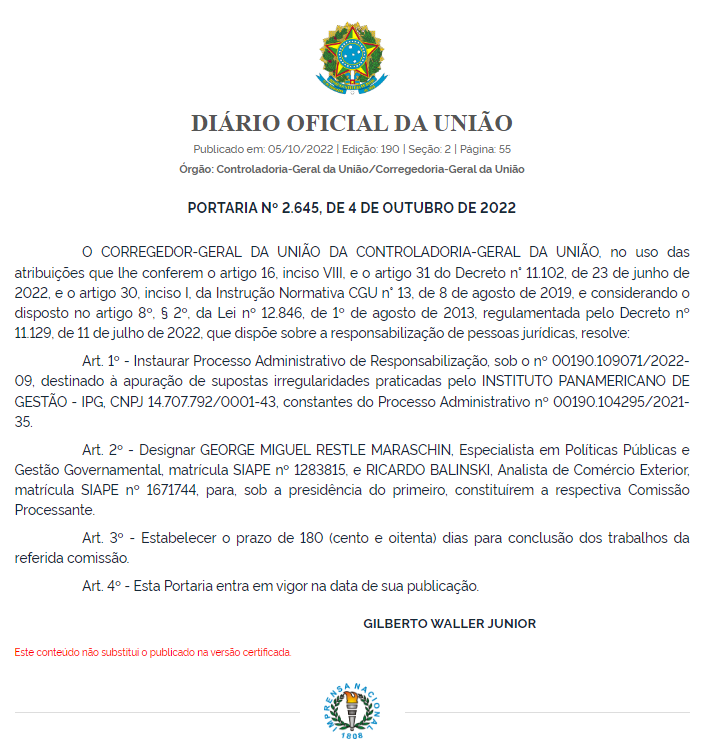 DIÁRIO OFICIAL DA UNIÃO
Publicado em: 05/10/2022 | Edição: 190 | Seção: 2 | Página: 55
Órgão: Controladoria-Geral da União/Corregedoria-Geral da União
PORTARIA Nº 2.645, DE 4 DE OUTUBRO DE 2022
O CORREGEDOR-GERAL DA UNIÃO DA CONTROLADORIA-GERAL DA UNIÃO, no uso das
atribuições que lhe conferem o artigo 16, inciso VIII, e o artigo 31 do Decreto n° 11.102, de 23 de junho de
2022, e o artigo 30, inciso I, da Instrução Normativa CGU n° 13, de 8 de agosto de 2019, e considerando o
disposto no artigo 8º, § 2º, da Lei nº 12.846, de 1º de agosto de 2013, regulamentada pelo Decreto nº
11.129, de 11 de julho de 2022, que dispõe sobre a responsabilização de pessoas jurídicas, resolve:
Art. 1º - Instaurar Processo Administrativo de Responsabilização, sob o nº 00190.109071/2022-
09, destinado à apuração de supostas irregularidades praticadas pelo INSTITUTO PANAMERICANO DE
GESTÃO - IPG, CNPJ 14.707.792/0001-43, constantes do Processo Administrativo nº 00190.104295/2021-
35.
Art. 2º - Designar GEORGE MIGUEL RESTLE MARASCHIN, Especialista em Políticas Públicas e
Gestão Governamental, matrícula SIAPE nº 1283815, e RICARDO BALINSKI, Analista de Comércio Exterior,
matrícula SIAPE nº 1671744, para, sob a presidência do primeiro, constituírem a respectiva Comissão
Processante.
Art. 3º - Estabelecer o prazo de 180 (cento e oitenta) dias para conclusão dos trabalhos da
referida comissão.
Art. 4º - Esta Portaria entra em vigor na data de sua publicação.
GILBERTO WALLER JUNIOR
Este conteúdo não substitui o publicado na versão certificada.
IMPRENSA NACIONAL
1808